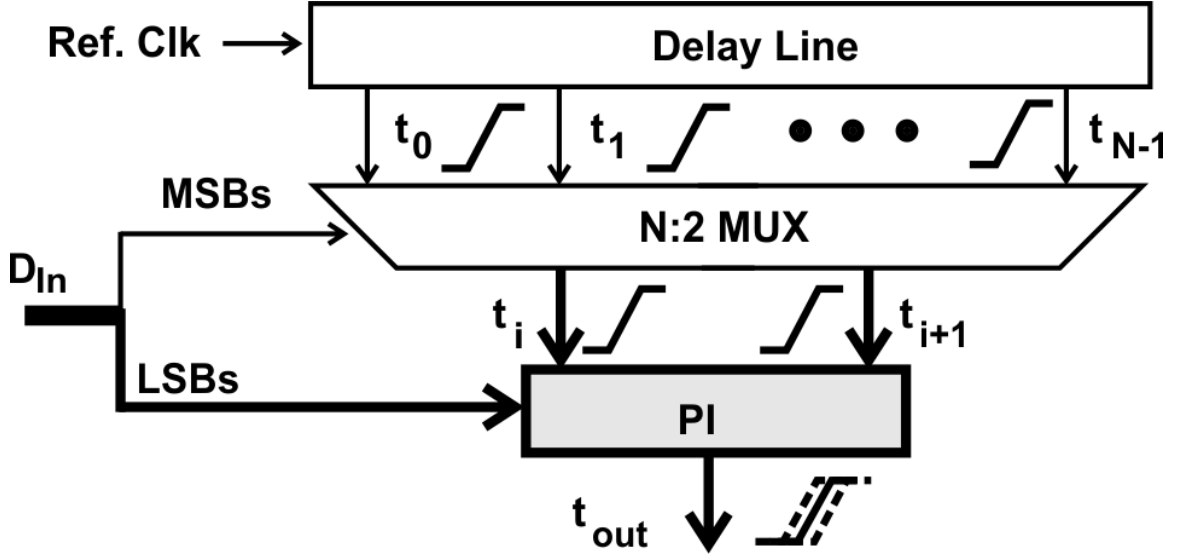 Ref. Clk
Delay Line
t0
t1
tN-1
MSBs
N:2 MUX
DIn
ti
ti+1
LSBs
PI
tout